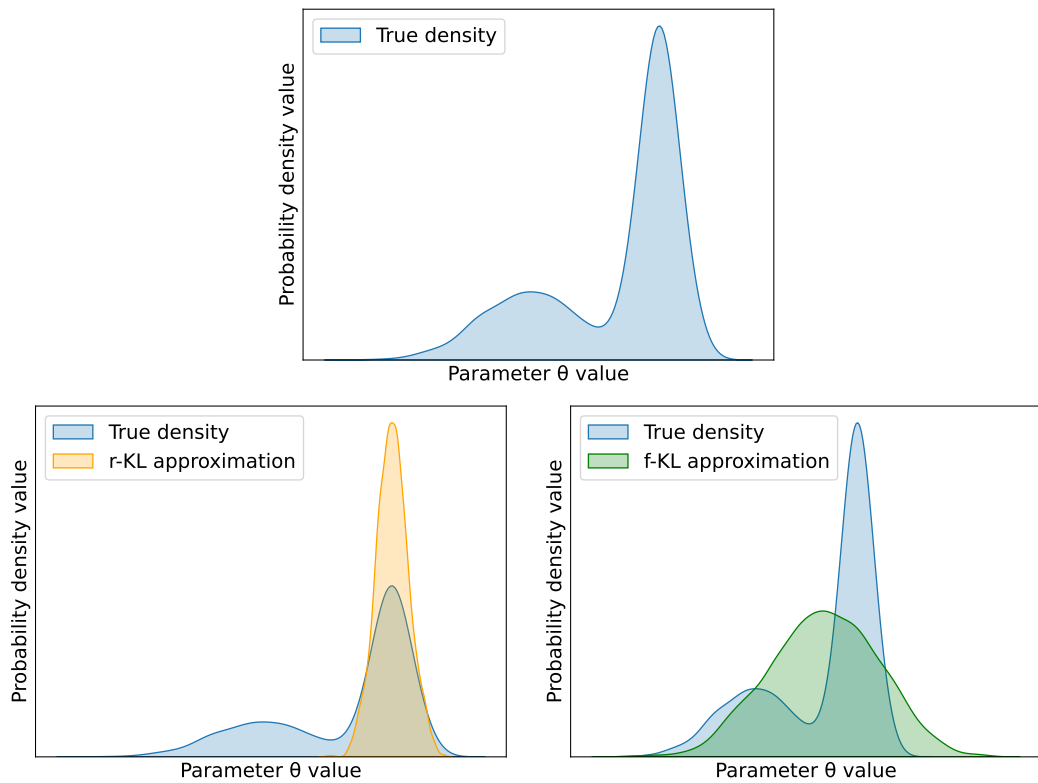 True density
Probability density value
Parameter θ value
True density
r-KL approximation
Probability density value
Parameter θ value
True density
f-KL approximation
Probability density value
Parameter θ value